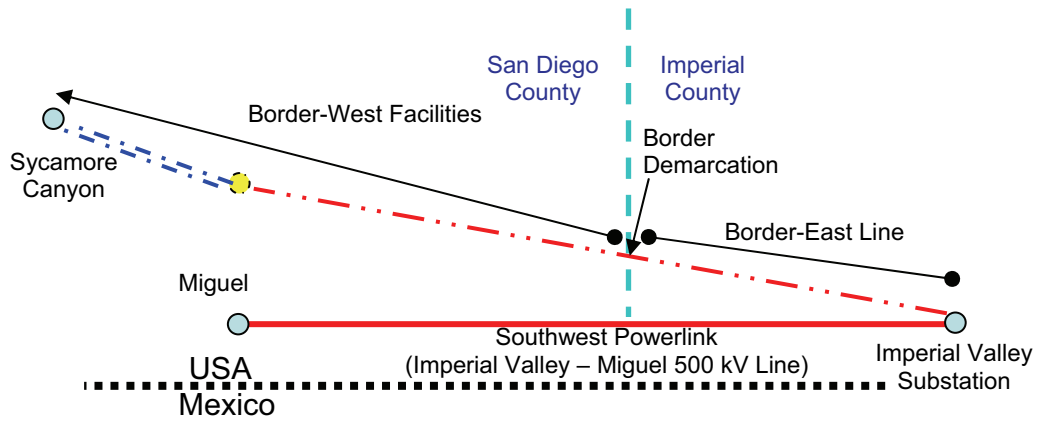 San Diego
County
Imperial
County
Border-West Facilities
Border
Demarcation
Sycamore
Canyon
Border-East Line
Miguel
Southwest Powerlink
(Imperial Valley – Miguel 500 kV Line)
Imperial Valley
Substation
USA
Mexico